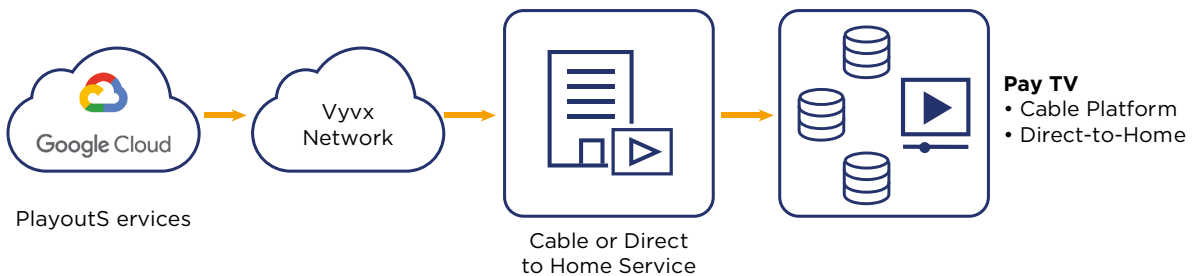 Google Cloud
PlayoutS ervices
Vyvx
Network
Cable or Direct
to Home Service
Pay TV
• Cable Platform
• Direct-to-Home